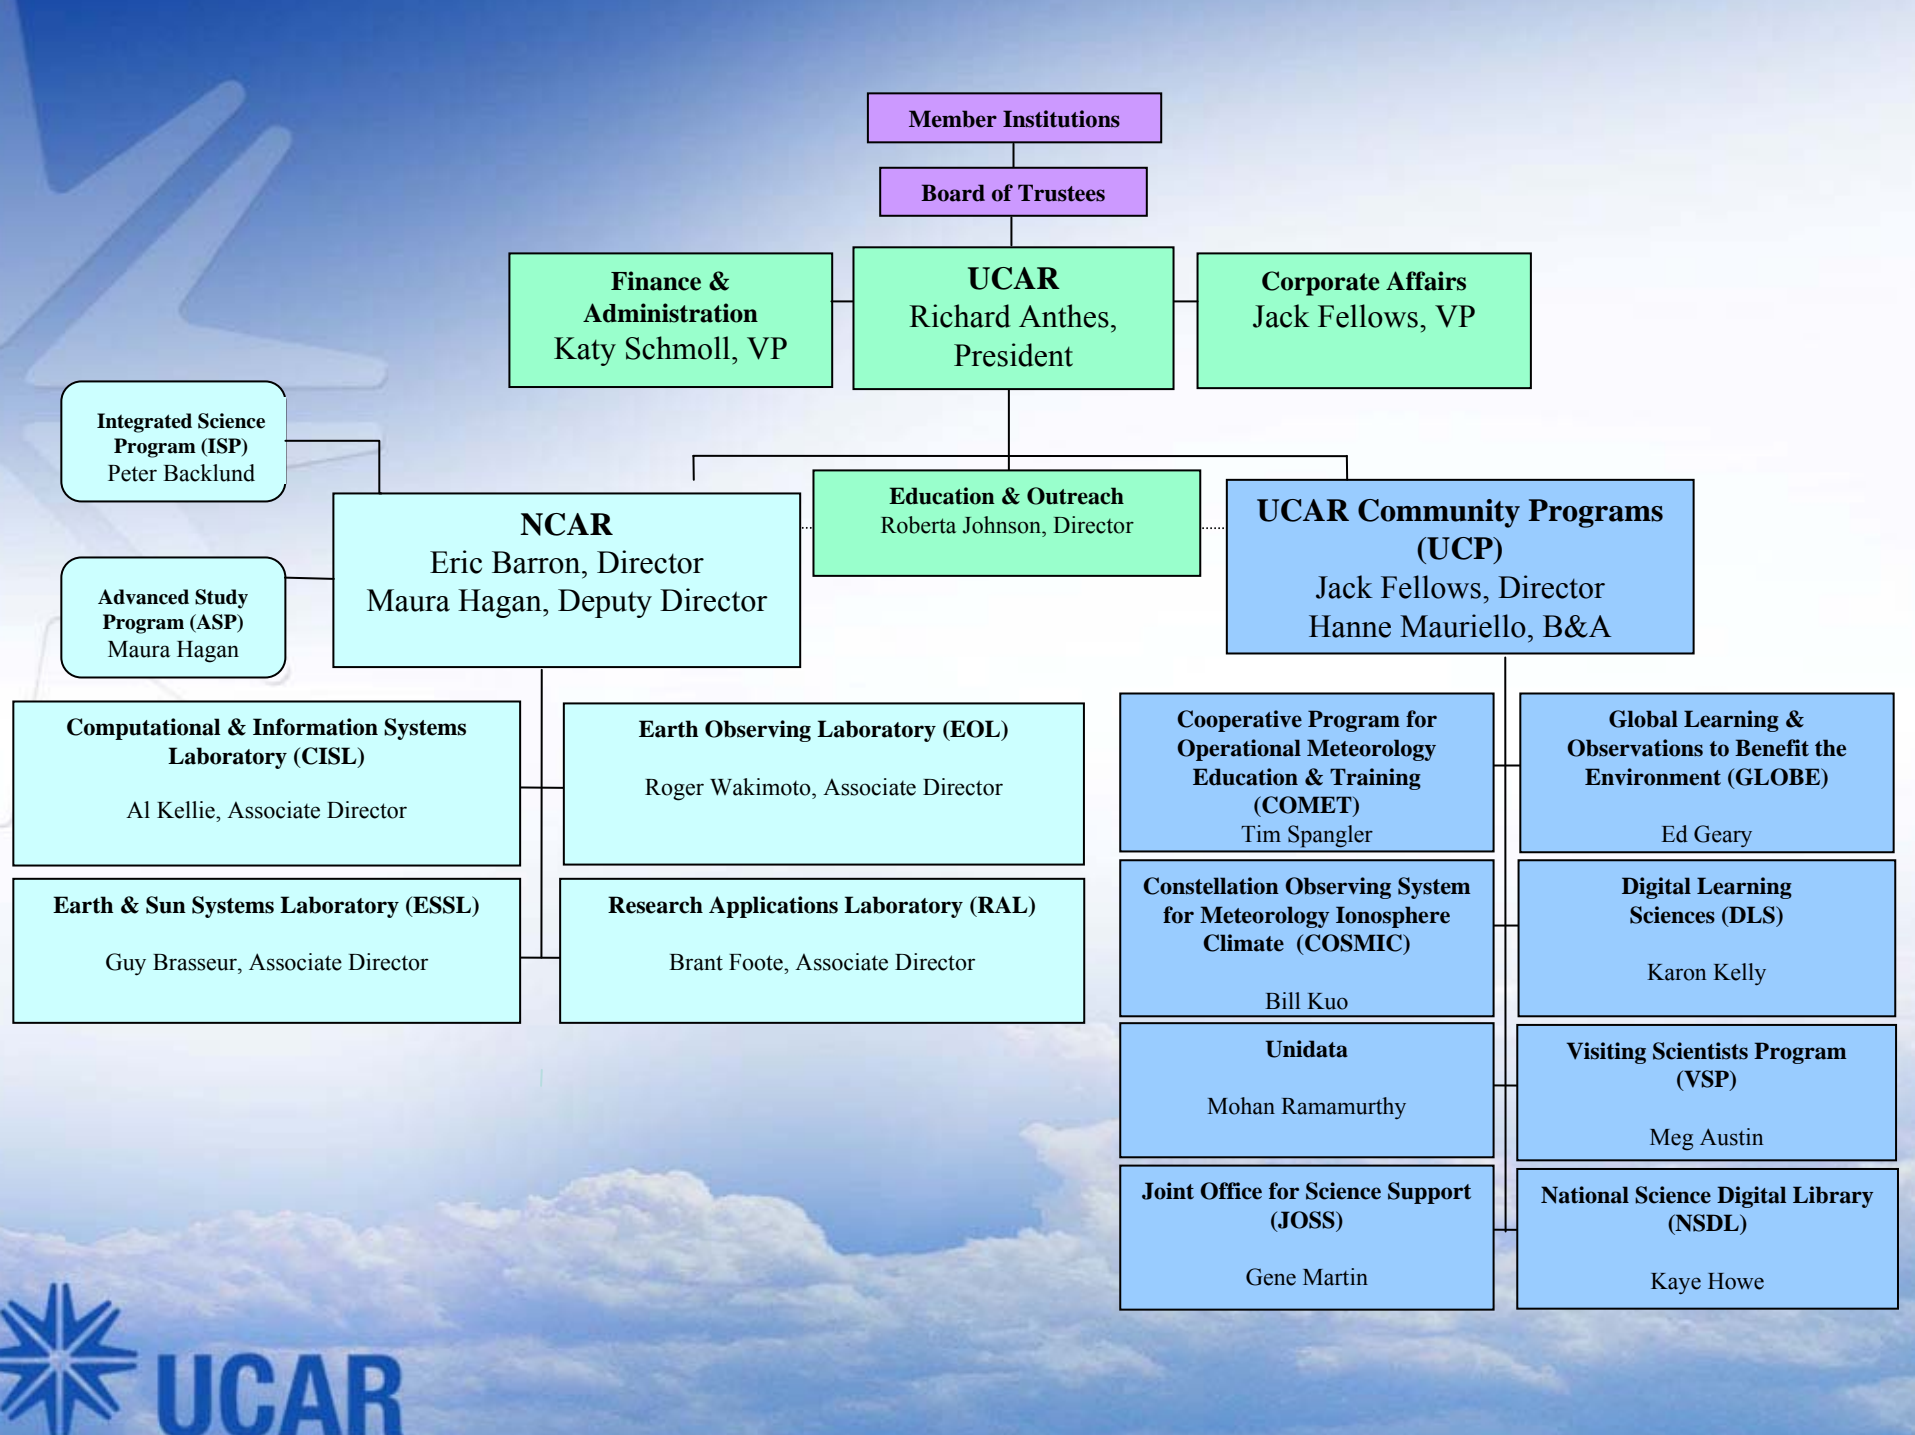 Member Institutions
Board of Trustees
Finance &
Administration
Katy Schmoll, VP
UCAR
Richard Anthes,
President
Corporate Affairs
Jack Fellows, VP
Integrated Science
Program (ISP)
Peter Backlund
Advanced Study
Program (ASP)
Maura Hagan
NCAR
Eric Barron, Director
Maura Hagan, Deputy Director
Education & Outreach
Roberta Johnson, Director
UCAR Community Programs
(UCP)
Jack Fellows, Director
Hanne Mauriello, B&A
Computational & Information Systems
Laboratory (CISL)
Al Kellie, Associate Director
Earth Observing Laboratory (EOL)
Roger Wakimoto, Associate Director
Earth & Sun Systems Laboratory (ESSL)
Guy Brasseur, Associate Director
Research Applications Laboratory (RAL)
Brant Foote, Associate Director
Cooperative Program for
Operational Meteorology
Education & Training
(COMET)
Tim Spangler
Global Learning &
Observations to Benefit the
Environment (GLOBE)
Ed Geary
Constellation Observing System
for Meteorology Ionosphere
Climate (COSMIC)
Bill Kuo
Digital Learning
Sciences (DLS)
Karon Kelly
Unidata
Mohan Ramamurthy
Visiting Scientists Program
(VSP)
Meg Austin
Joint Office for Science Support
(JOSS)
Gene Martin
National Science Digital Library
(NSDL)
Kaye Howe
UCAR